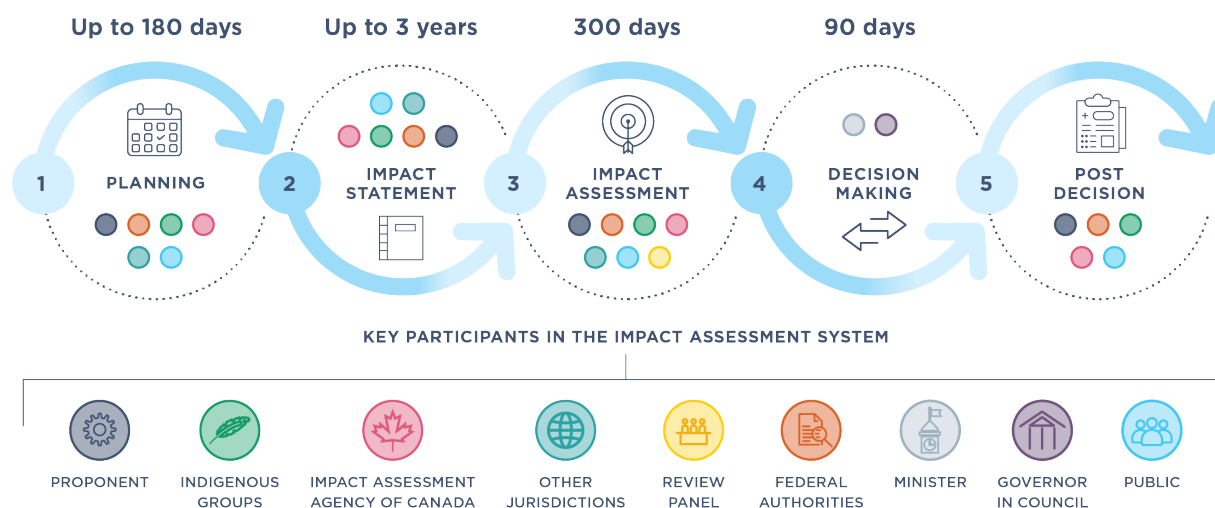 Up to 180 days
Up to 3 years
300 days
90 days
1
PLANNING
2
IMPACT
STATEMENT
3
IMPACT
ASSESSMENT
4
DECISION
MAKING
5
POST
DECISION
KEY PARTICIPANTS IN THE IMPACT ASSESSMENT SYSTEM
PROPONENT
INDIGENOUS
GROUPS
IMPACT ASSESSMENT
AGENCY OF CANADA
OTHER
JURISDICTIONS
REVIEW
PANEL
FEDERAL
AUTHORITIES
MINISTER
GOVERNOR
IN COUNCIL
PUBLIC